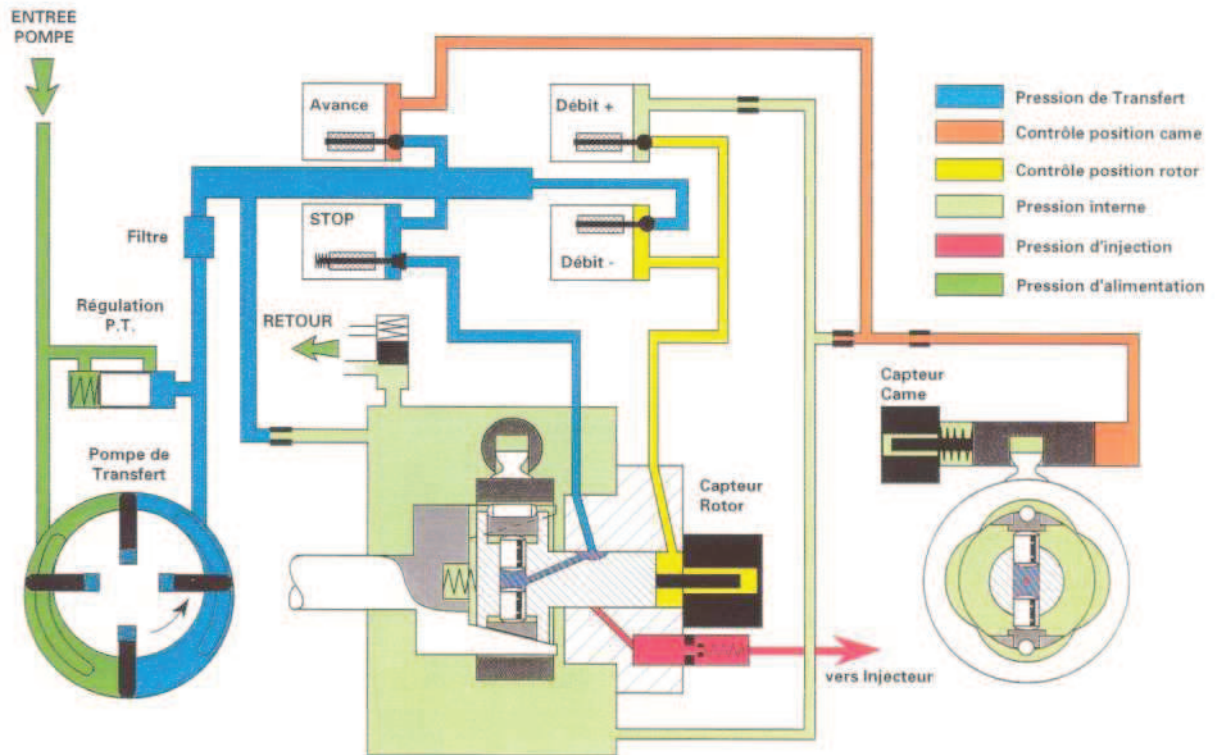 ENTREE
POMPE
Avance
Débit +
Pression de Transfert
Contrôle position came
Contrôle position rotor
Pression interne
Pression d'injection
Pression d'alimentation
STOP
Débit -
Filtre
Régulation
P.T.
RETOUR
Capteur
Came
Pompe de
Transfert
Capteur
Rotor
vers Injecteur